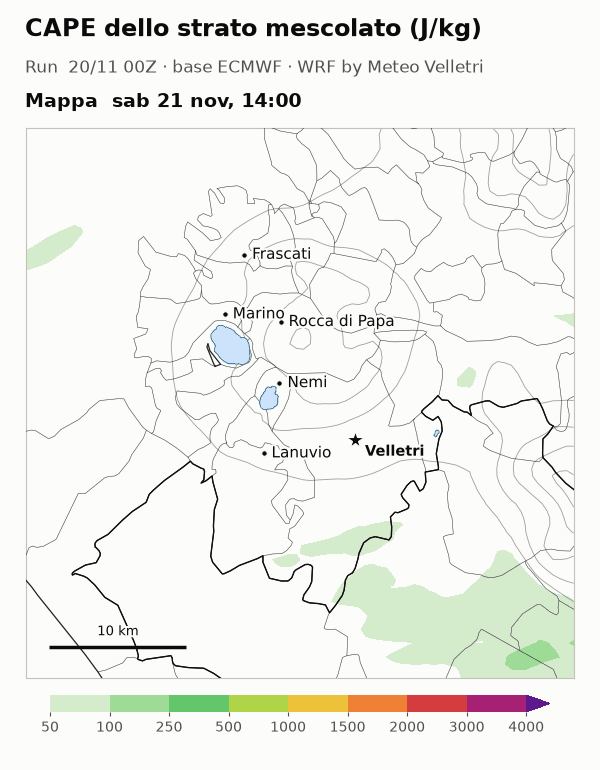 CAPE dello strato mescolato (J/kg)
Run  20/11 00Z · base ECMWF · WRF by Meteo Velletri
Mappa  sab 21 nov, 14:00
Frascati
Marino
Rocca di Papa
Nemi
Velletri
Lanuvio
10 km
50 100 250 500 1000 1500 2000 3000 4000